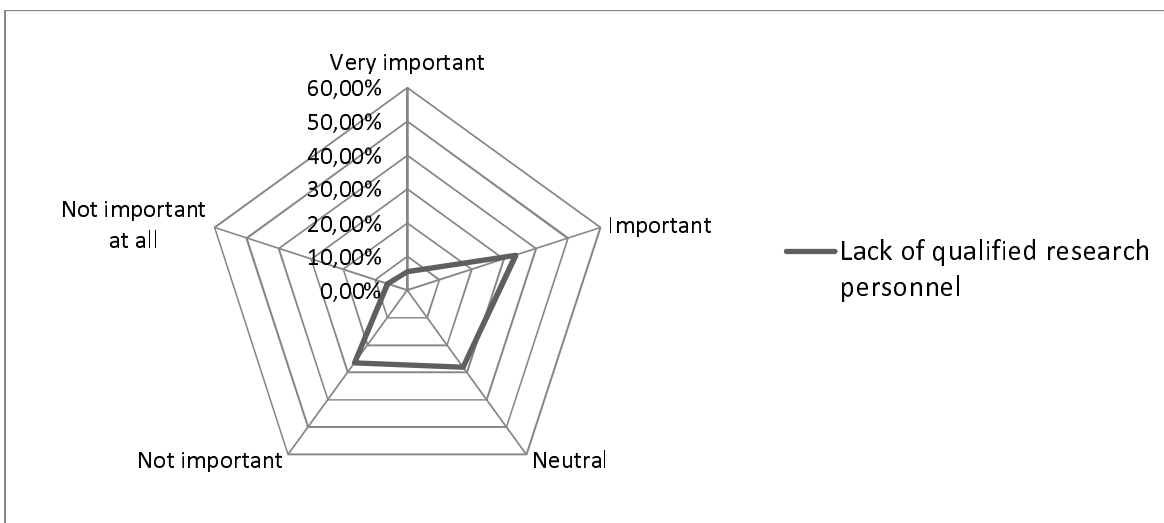 Very important
60,00%
50,00%
40,00%
30,00%
20,00%
10,00%
0,00%
Not important
at all
Important
Not important
Neutral
Lack of qualified research
personnel